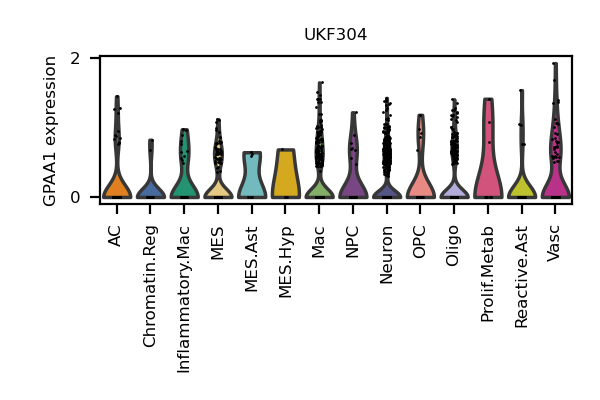 UKF304
GPAA1 expression
2
0
AC
Chromatin.Reg
Inflammatory.Mac
MES
MES.Ast
MES.Hyp
Mac
NPC
Neuron
OPC
Oligo
Prolif.Metab
Reactive.Ast
Vasc